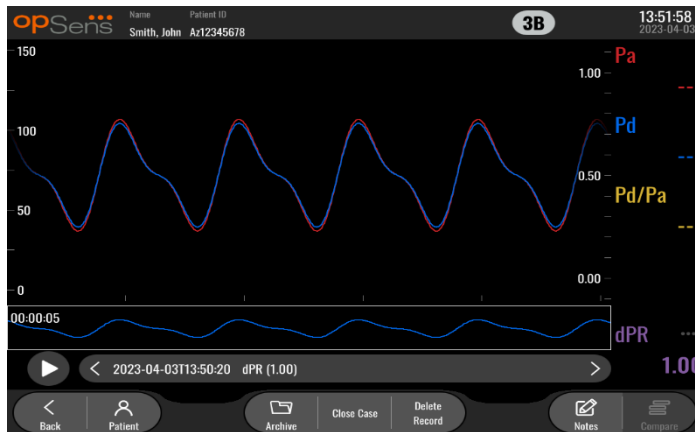 opSens
Name Patient ID
Smith, John Az12345678
3B
13:51:58
2023-04-03
150
100
50
0
1.00
0.50
0.00
Pa
--
Pd
--
Pd/Pa
--
00:00:05
dPR ---
1.00
2023-04-03T13:50:20 dPR (1.00)
Back
Patient
Archive
Close Case
Delete
Record
Notes
Compare